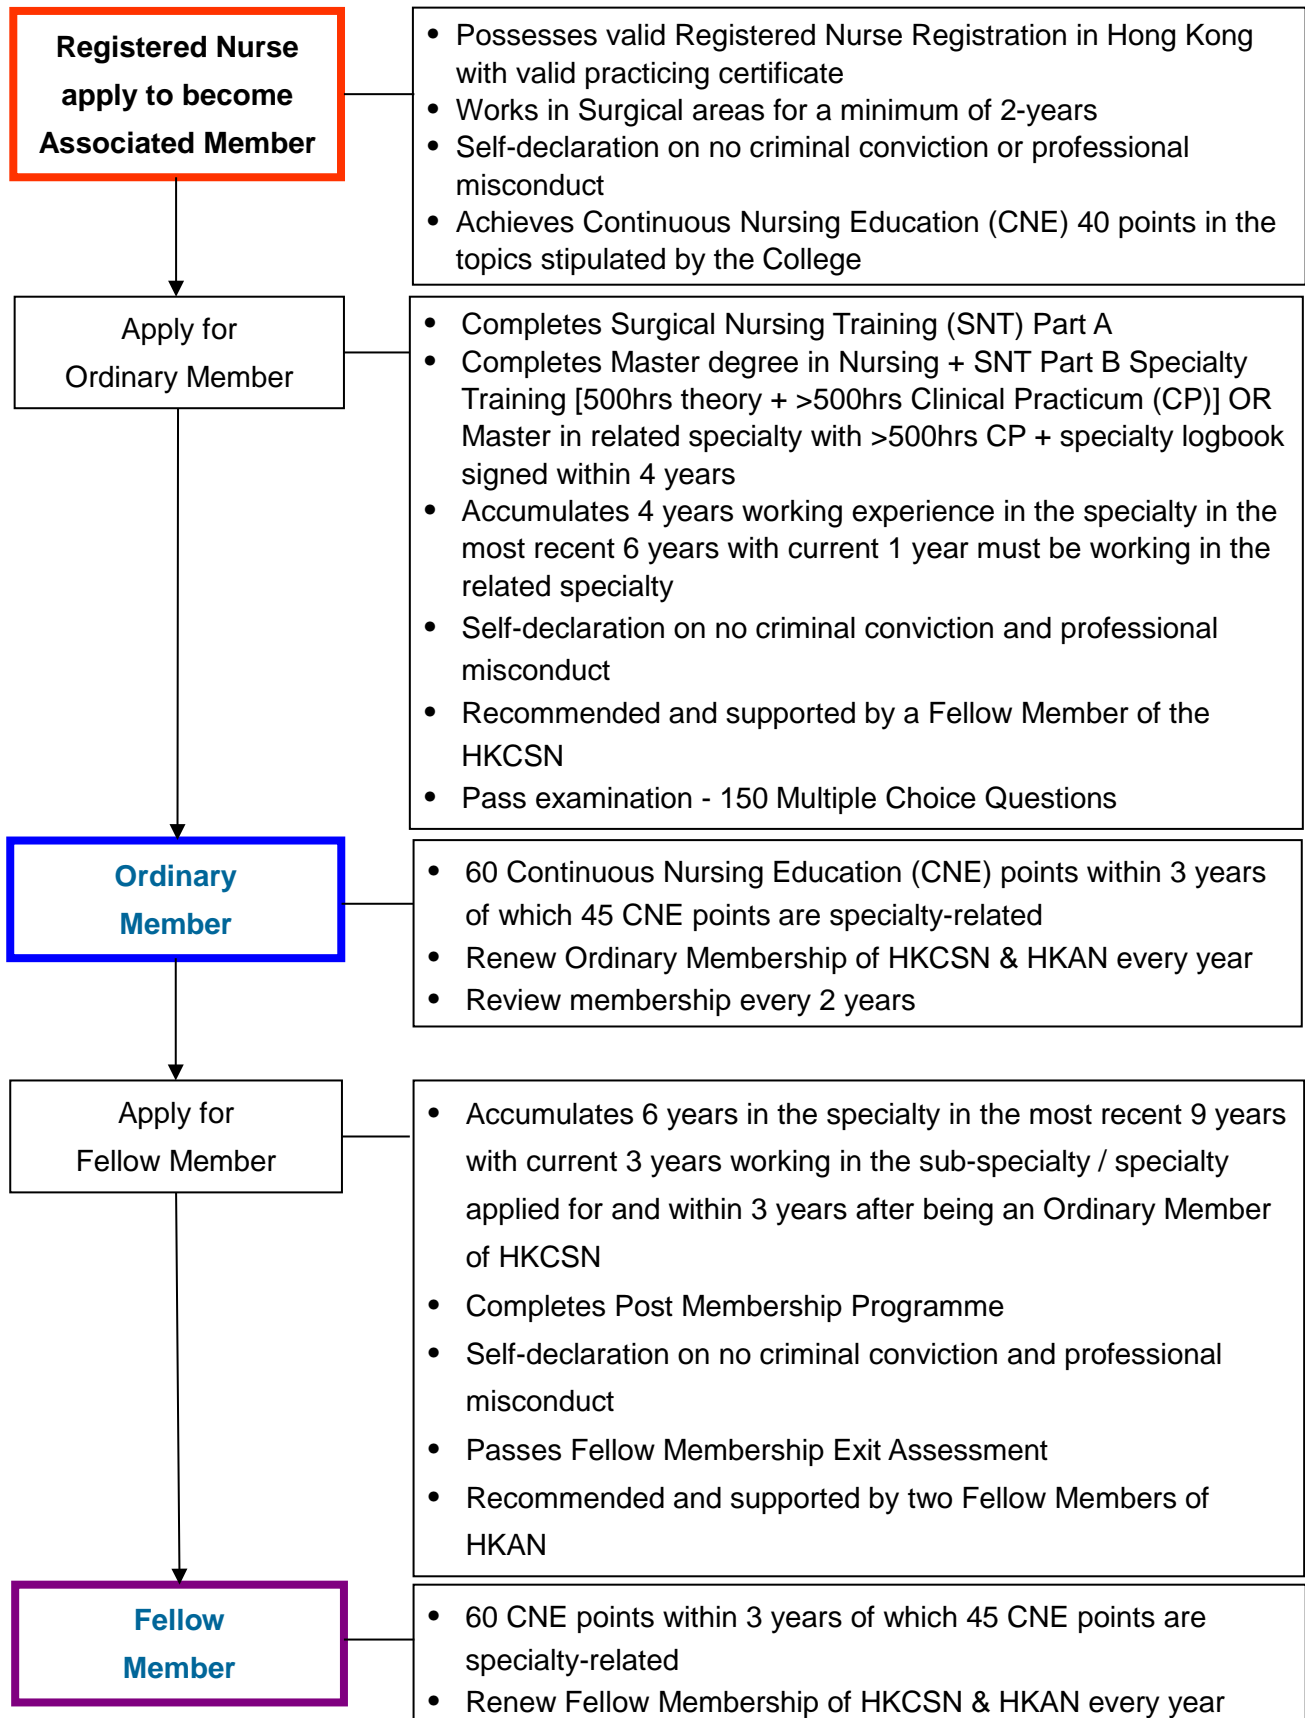 Registered Nurse
apply to become
Associated Member
• Possesses valid Registered Nurse Registration in Hong Kong
with valid practicing certificate
• Works in Surgical areas for a minimum of 2-years
• Self-declaration on no criminal conviction or professional
misconduct
• Achieves Continuous Nursing Education (CNE) 40 points in the
topics stipulated by the College
Apply for
Ordinary Member
• Completes Surgical Nursing Training (SNT) Part A
• Completes Master degree in Nursing + SNT Part B Specialty
Training [500hrs theory + >500hrs Clinical Practicum (CP)] OR
Master in related specialty with >500hrs CP + specialty logbook
signed within 4 years
• Accumulates 4 years working experience in the specialty in the
most recent 6 years with current 1 year must be working in the
related specialty
• Self-declaration on no criminal conviction and professional
misconduct
• Recommended and supported by a Fellow Member of the
HKCSN
• Pass examination - 150 Multiple Choice Questions
Ordinary
Member
• 60 Continuous Nursing Education (CNE) points within 3 years
of which 45 CNE points are specialty-related
• Renew Ordinary Membership of HKCSN & HKAN every year
• Review membership every 2 years
Apply for
Fellow Member
• Accumulates 6 years in the specialty in the most recent 9 years
with current 3 years working in the sub-specialty / specialty
applied for and within 3 years after being an Ordinary Member
of HKCSN
• Completes Post Membership Programme
• Self-declaration on no criminal conviction and professional
misconduct
• Passes Fellow Membership Exit Assessment
• Recommended and supported by two Fellow Members of
HKAN
Fellow
Member
• 60 CNE points within 3 years of which 45 CNE points are
specialty-related
• Renew Fellow Membership of HKCSN & HKAN every year